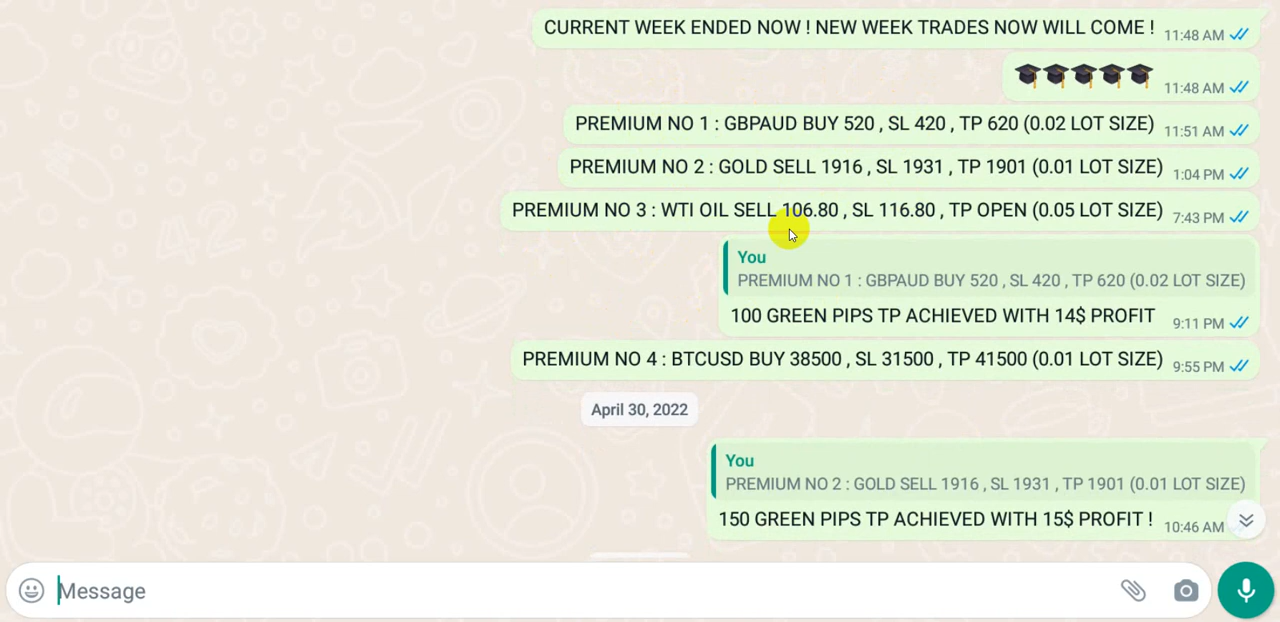 CURRENT WEEK ENDED NOW ! NEW WEEK TRADES NOW WILL COME ! 11:48 AM
11:48 AM
PREMIUM NO 1 : GBPAUD BUY 520 , SL 420 , TP 620 (0.02 LOT SIZE) 11:51 AM
PREMIUM NO 2 : GOLD SELL 1916 , SL 1931 , TP 1901 (0.01 LOT SIZE) 1:04 PM
PREMIUM NO 3 : WTI OIL SELL 106.80 , SL 116.80 , TP OPEN (0.05 LOT SIZE) 7:43 PM
You
PREMIUM NO 1 : GBPAUD BUY 520 , SL 420 , TP 620 (0.02 LOT SIZE)
100 GREEN PIPS TP ACHIEVED WITH 14$ PROFIT 9:11 PM
PREMIUM NO 4 : BTCUSD BUY 38500 , SL 31500 , TP 41500 (0.01 LOT SIZE) 9:55 PM
April 30, 2022
You
PREMIUM NO 2 : GOLD SELL 1916 , SL 1931 , TP 1901 (0.01 LOT SIZE)
150 GREEN PIPS TP ACHIEVED WITH 15$ PROFIT ! 10:46 AM
Message